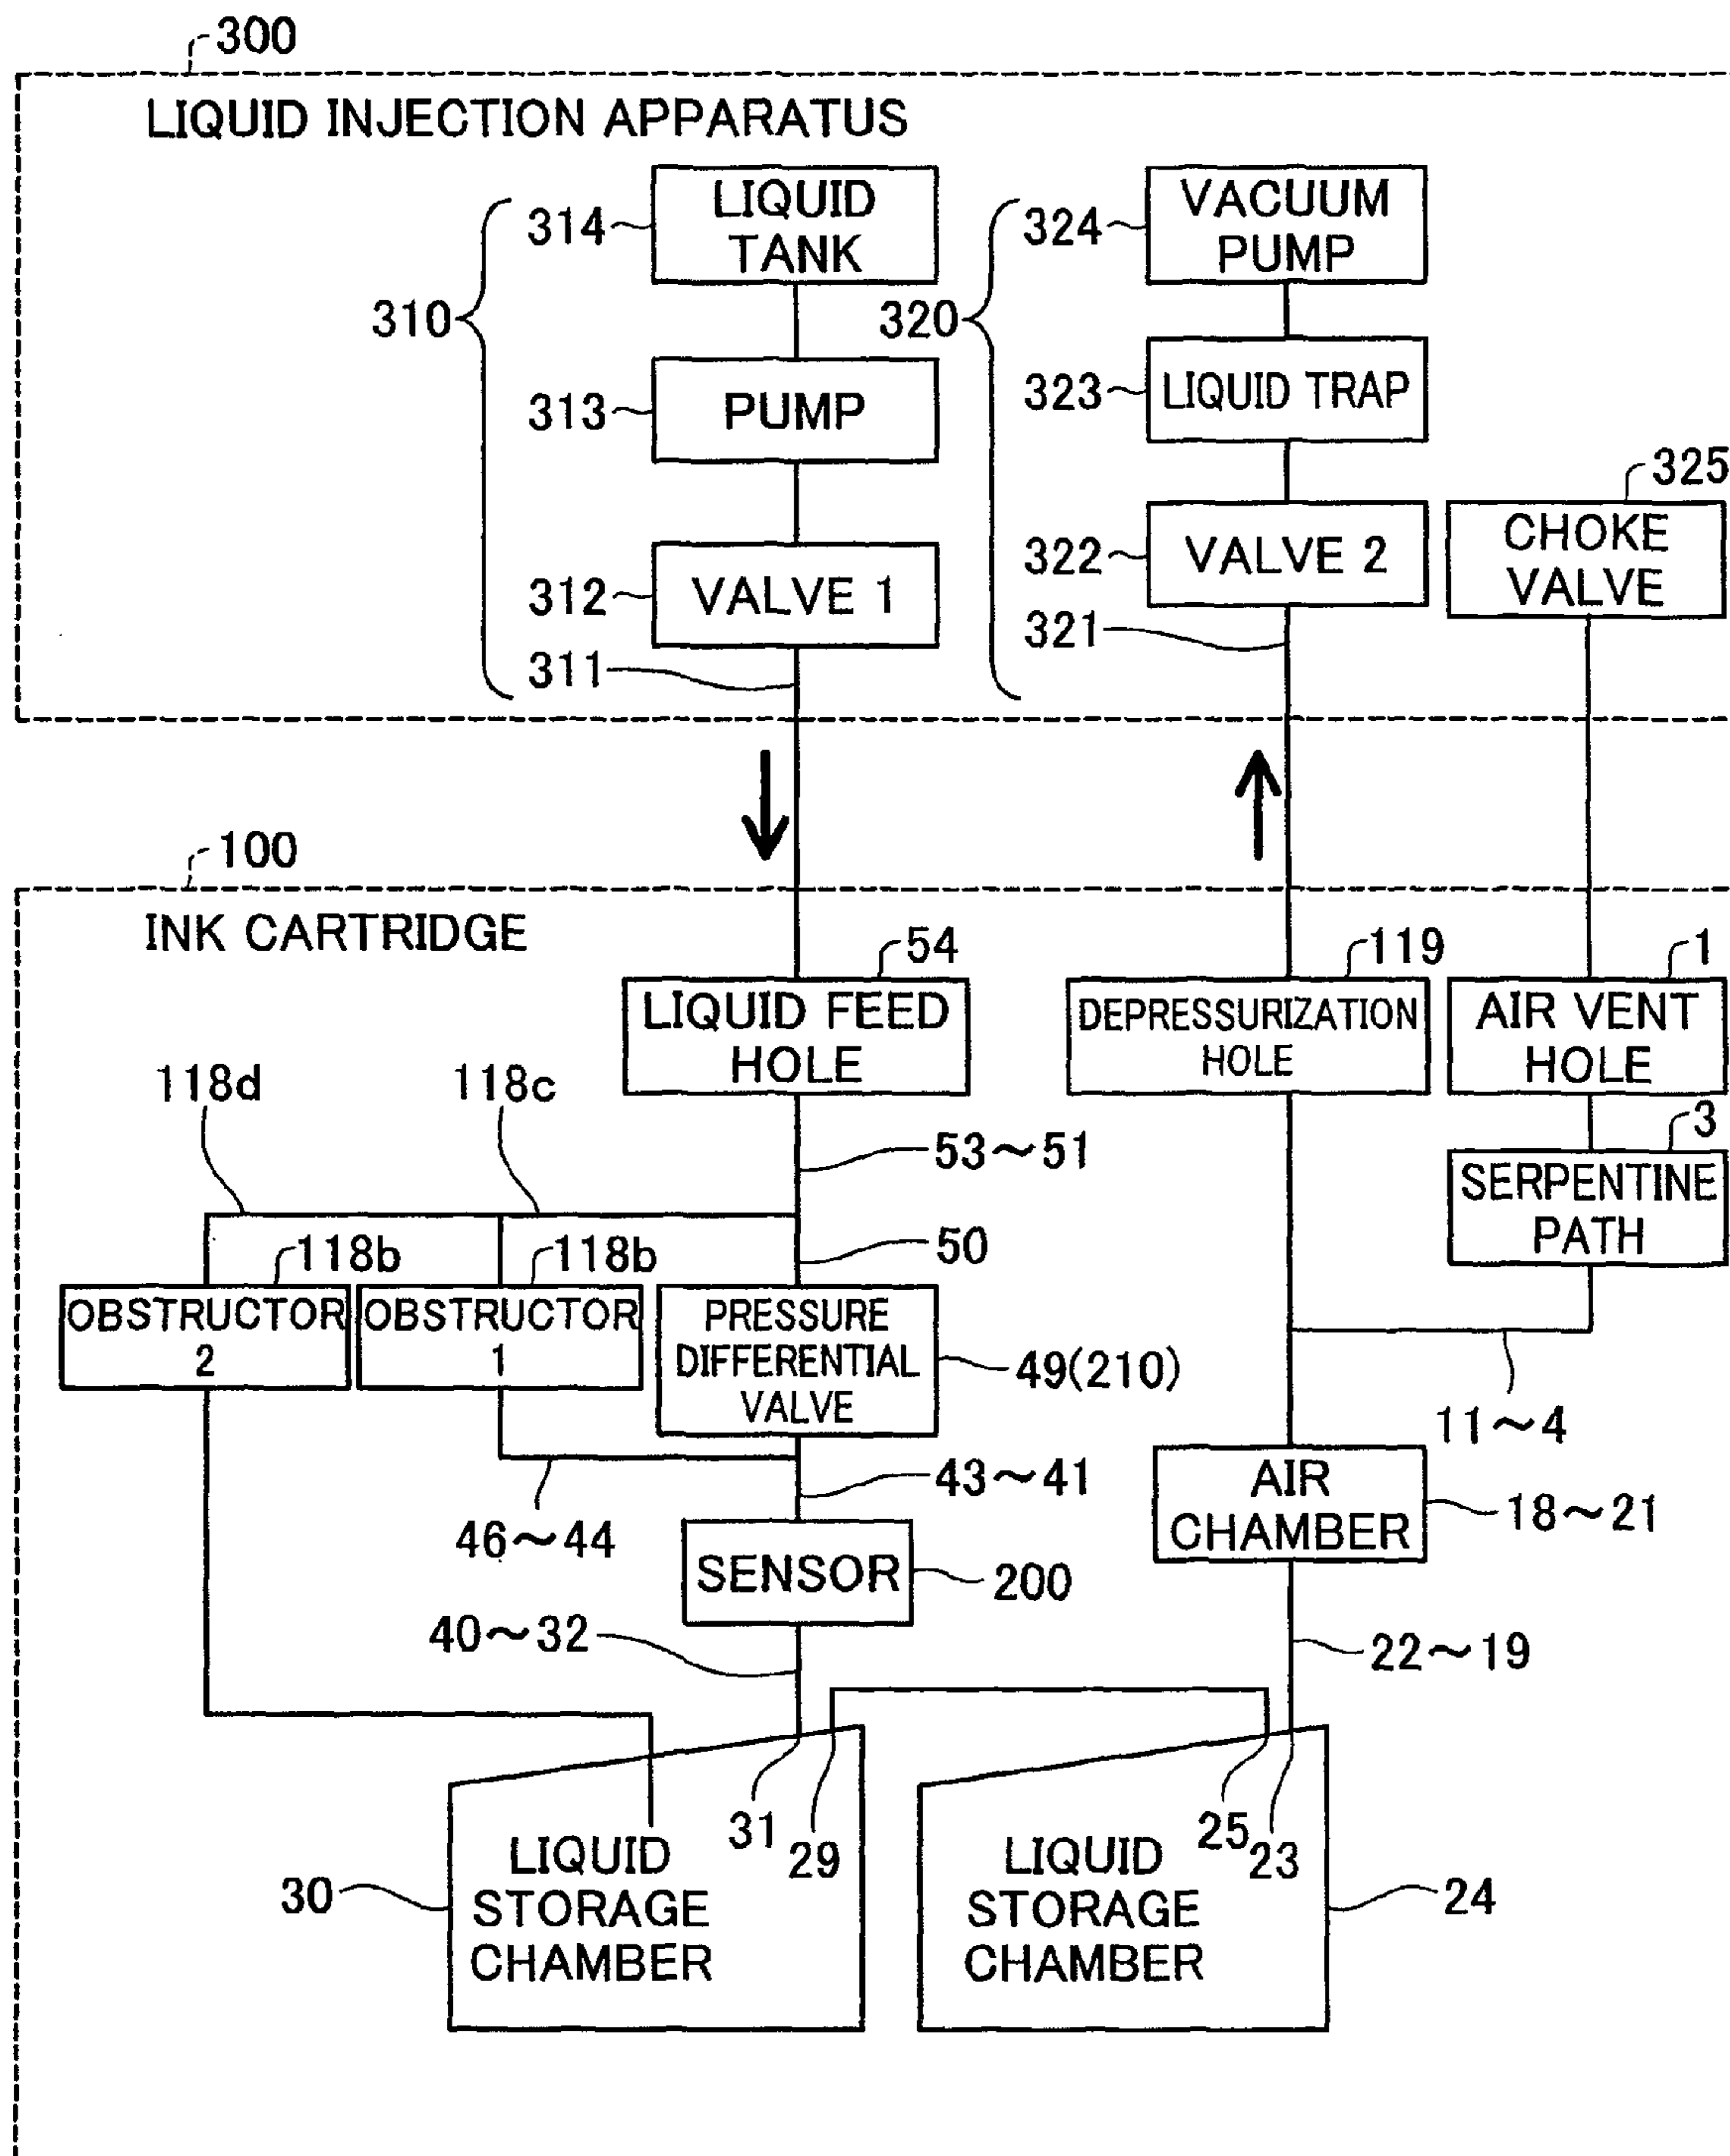 300
LIQUID INJECTION APPARATUS
314
LIQUID
TANK
324
VACUUM
PUMP
310
320
313
PUMP
323
LIQUID TRAP
325
312
VALVE 1
322
VALVE 2
CHOKE
VALVE
311
321
100
INK CARTRIDGE
54
119
1
LIQUID FEED
HOLE
DEPRESSURIZATION
HOLE
AIR VENT
HOLE
118d
118c
53～51
3
SERPENTINE
PATH
50
118b
118b
OBSTRUCTOR
2
OBSTRUCTOR
1
PRESSURE
DIFFERENTIAL
VALVE
49(210)
11～4
43～41
AIR
CHAMBER
18～21
46～44
SENSOR
200
40～32
22～19
31
29
25
23
30
LIQUID
STORAGE
CHAMBER
LIQUID
STORAGE
CHAMBER
24